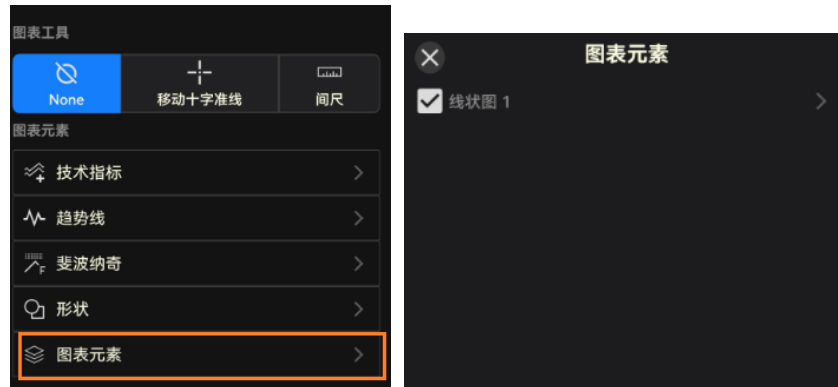 图表工具
None
移动十字准线
间尺
图表元素
技术指标
趋势线
斐波纳奇
形状
图表元素
图表元素
线状图 1